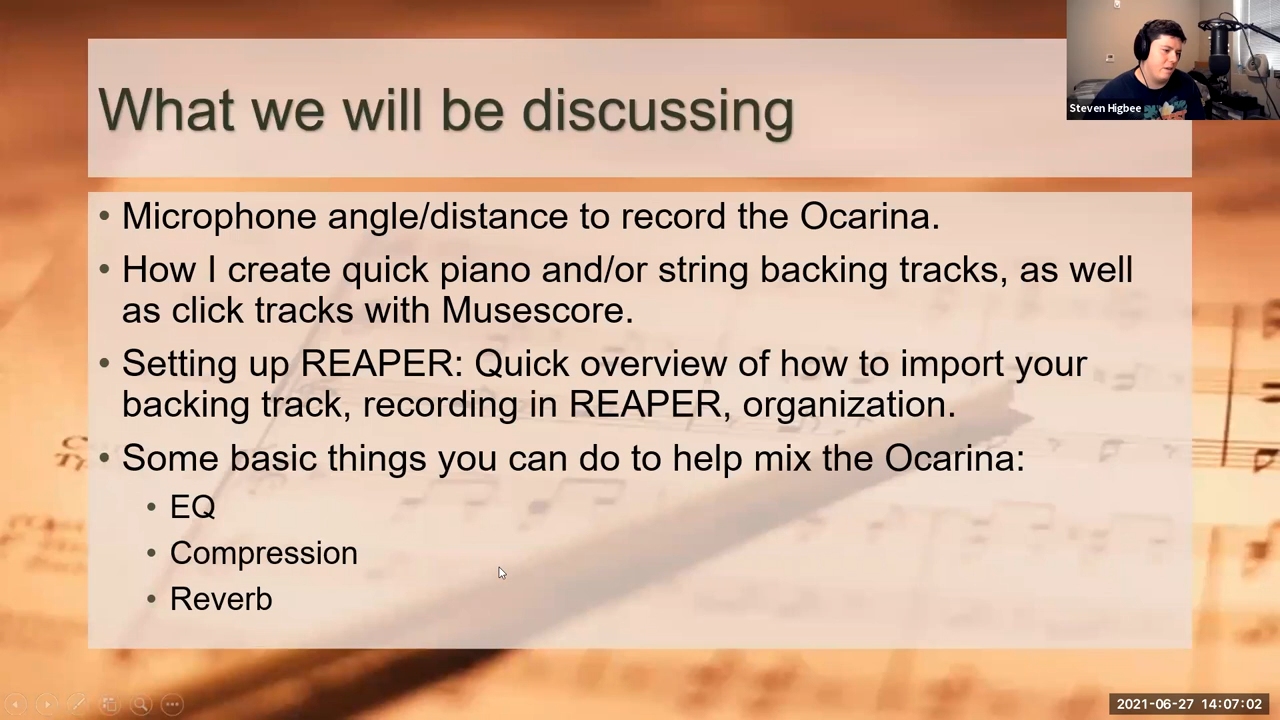 What we will be discussing
Steven Higbee
• Microphone angle/distance to record the Ocarina.
• How I create quick piano and/or string backing tracks, as well
as click tracks with Musescore.
• Setting up REAPER: Quick overview of how to import your
backing track, recording in REAPER, organization.
• Some basic things you can do to help mix the Ocarina:
• EQ
• Compression
• Reverb
2021-06-27 14:07:02